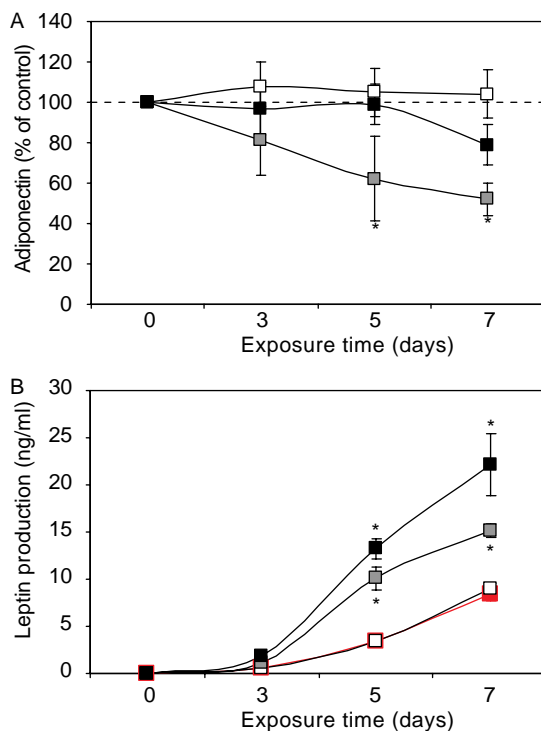 A
Adiponectin (% of control)
140
120
100
80
60
40
20
0
* *
0 3 5 7
Exposure time (days)
B
Leptin production (ng/ml)
30
25
20
15
10
5
0
*
*
*
*
0 3 5 7
Exposure time (days)